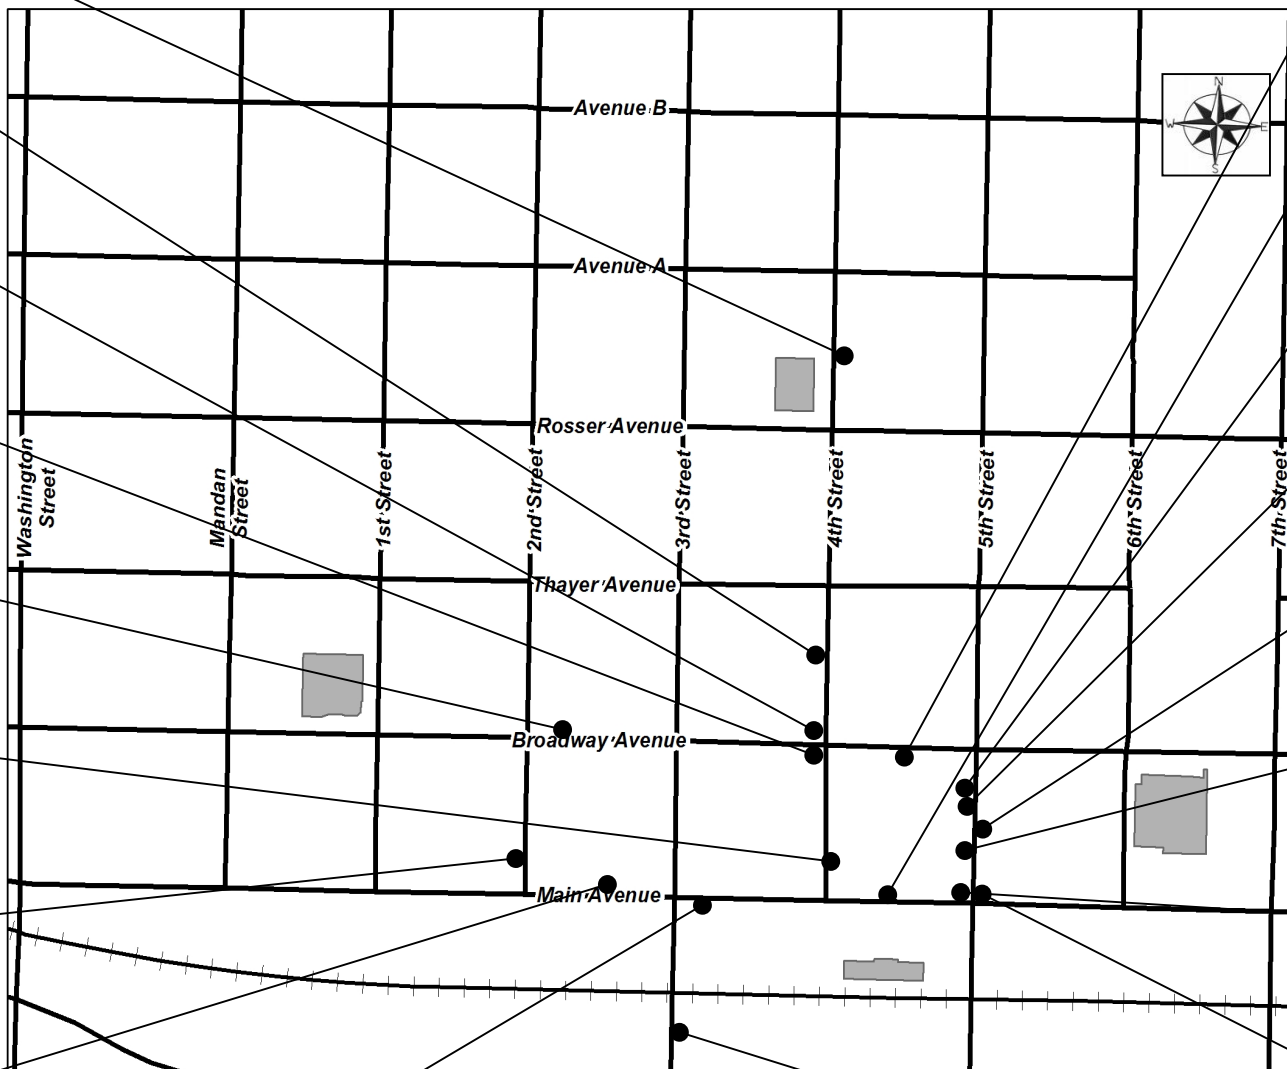 N
W E
S
Avenue B
Avenue A
Rosser Avenue
Washington
Street
Mandan
Street
1st Street
2nd Street
3rd Street
4th Street
5th Street
6th Street
7th Street
Thayer Avenue
Broadway Avenue
Main Avenue